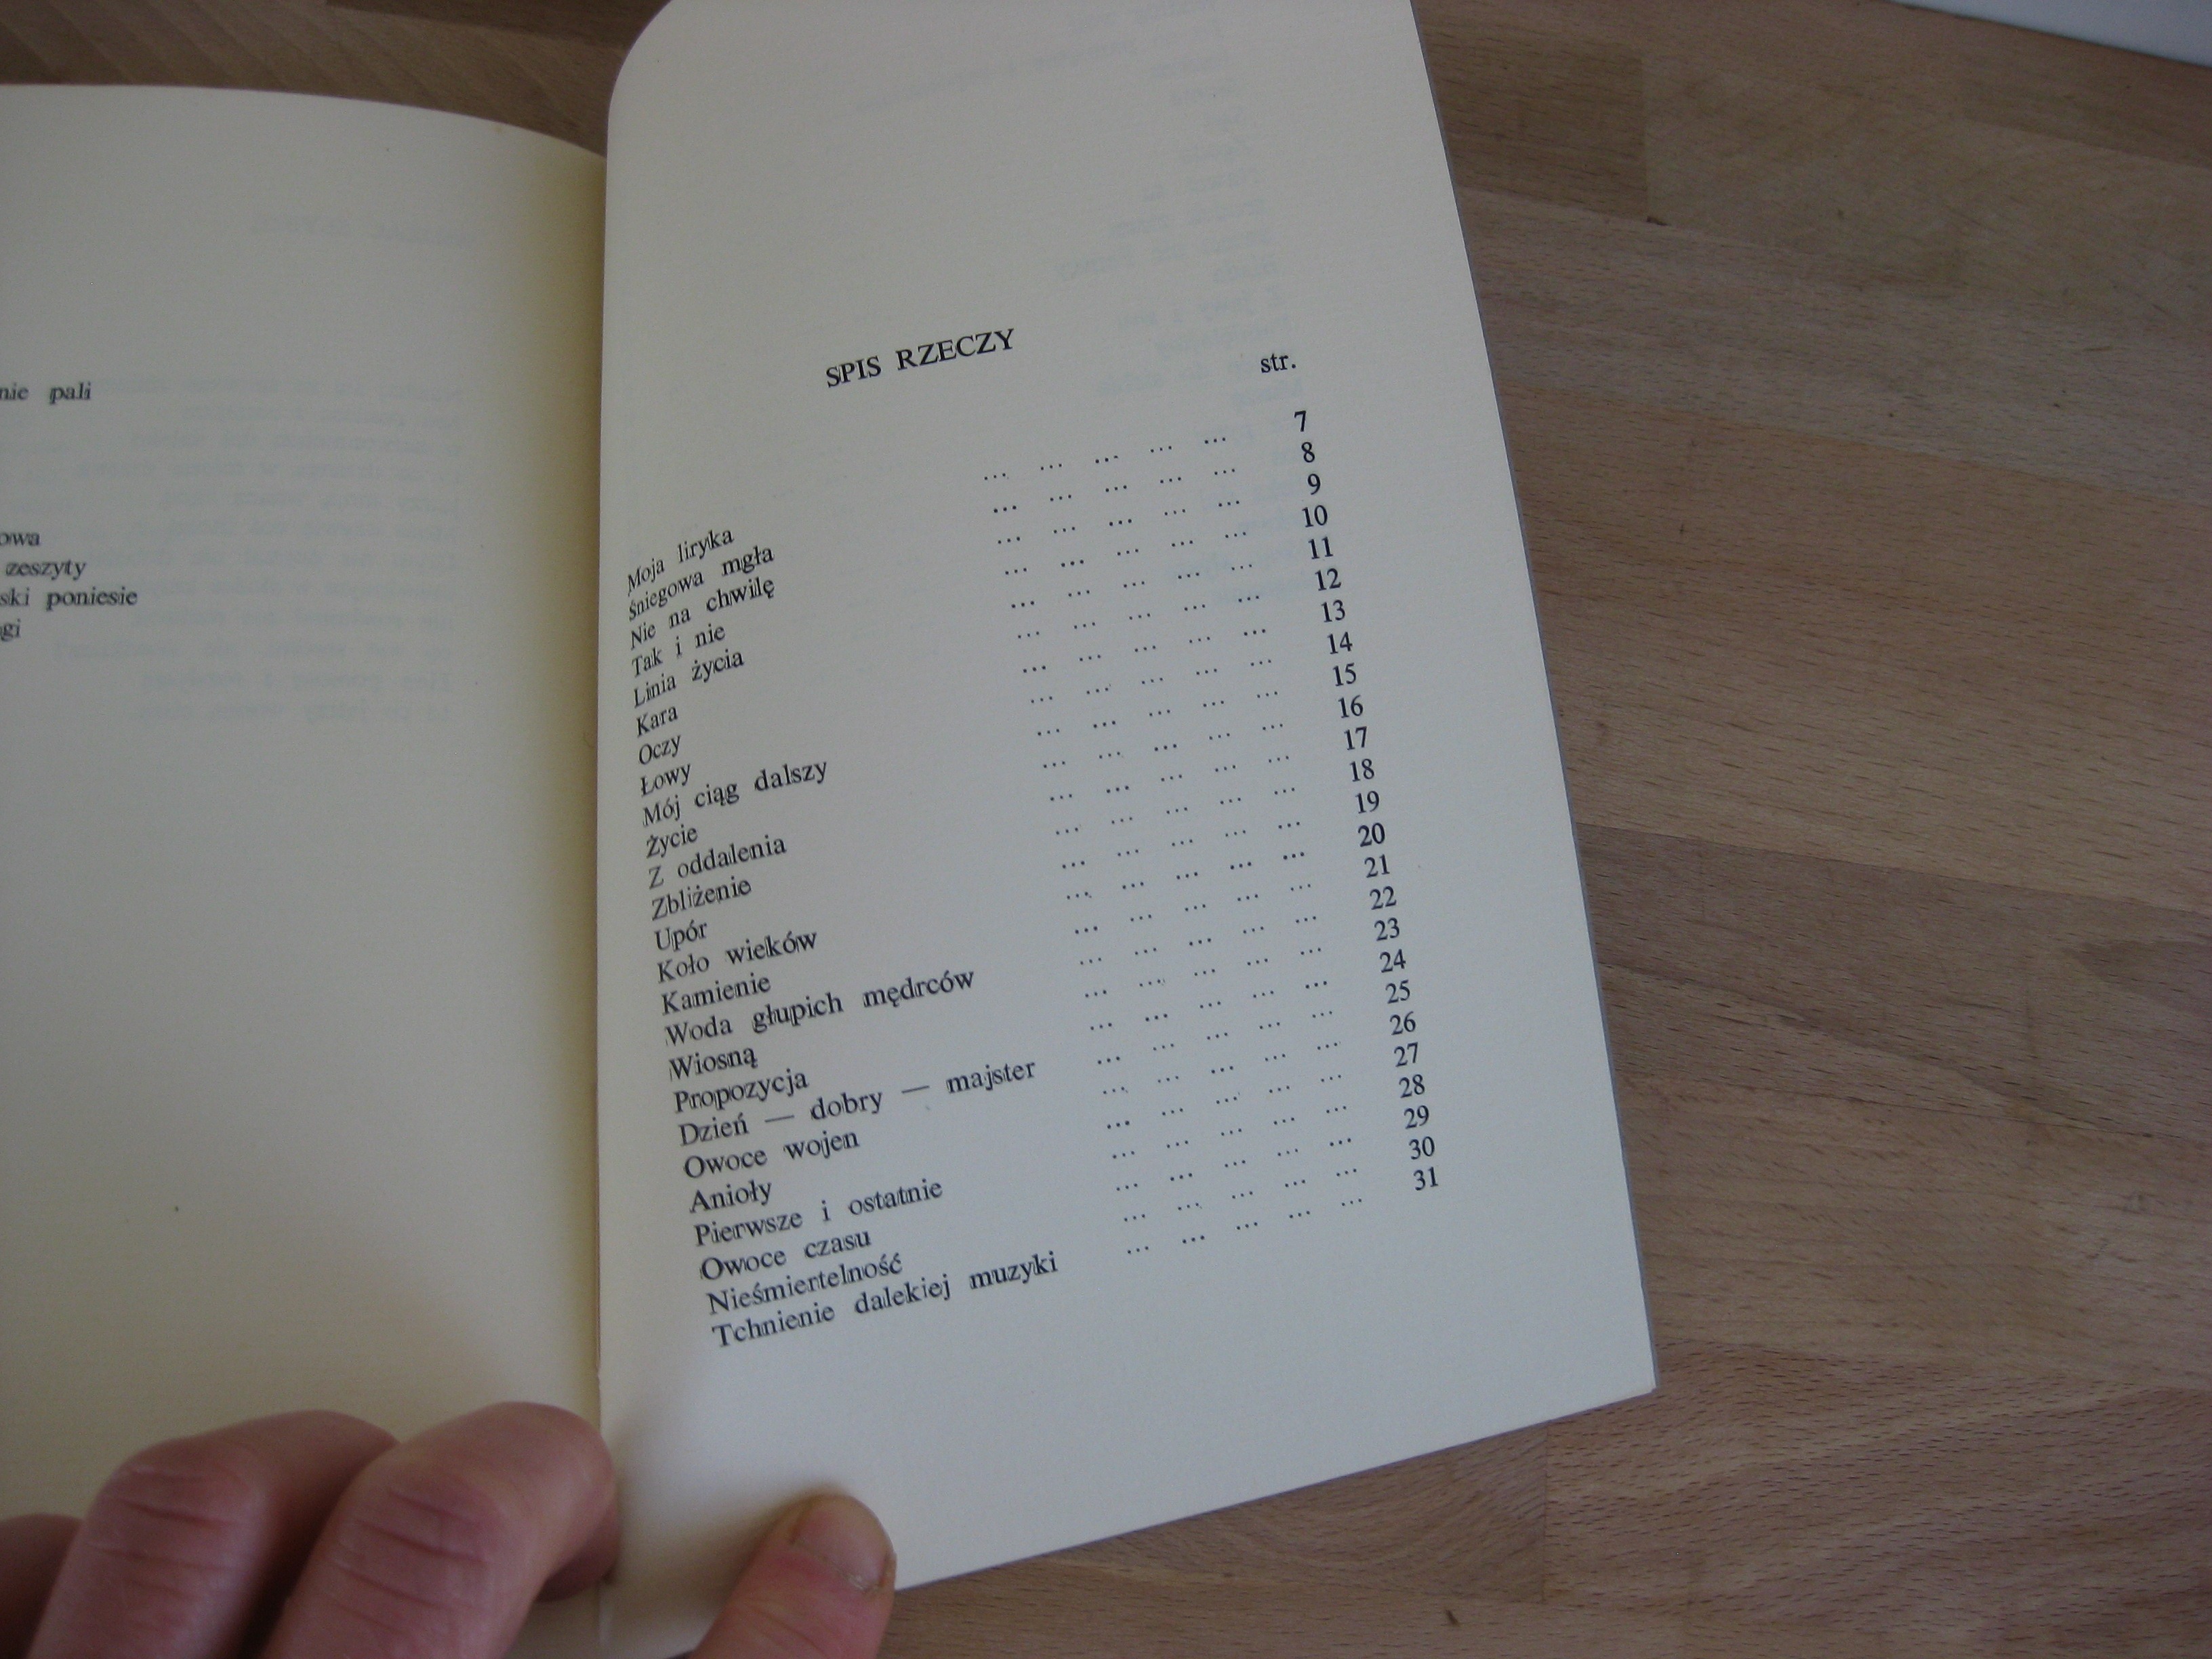 nie pali
owa
zeszyty
ski poniesie
gi
SPIS RZECZY
str.
Moja liryka ... ... ... ... ... 7
Śniegowa mgła ... ... ... ... ... 8
Nie na chwilę ... ... ... ... ... 9
Tak i nie ... ... ... ... ... 10
Linia życia ... ... ... ... ... 11
Kara ... ... ... ... ... 12
Oczy ... ... ... ... ... 13
Łowy ... ... ... ... ... 14
Mój ciąg dalszy ... ... ... ... ... 15
Życie ... ... ... ... ... 16
Z oddalenia ... ... ... ... ... 17
Zbliżenie ... ... ... ... ... 18
Upór ... ... ... ... ... 19
Koło wieków ... ... ... ... ... 20
Kamienie ... ... ... ... ... 21
Woda głupich mędrców ... ... ... ... ... 22
Wiosną ... ... ... ... ... 23
Propozycja ... ... ... ... ... 24
Dzień — dobry — majster ... ... ... ... ... 25
Owoce wojen ... ... ... ... ... 26
Anioły ... ... ... ... ... 27
Pierwsze i ostatnie ... ... ... ... ... 28
Owoce czasu ... ... ... ... ... 29
Nieśmiertelność ... ... ... ... ... 30
Tchnienie dalekiej muzyki ... ... ... ... ... 31